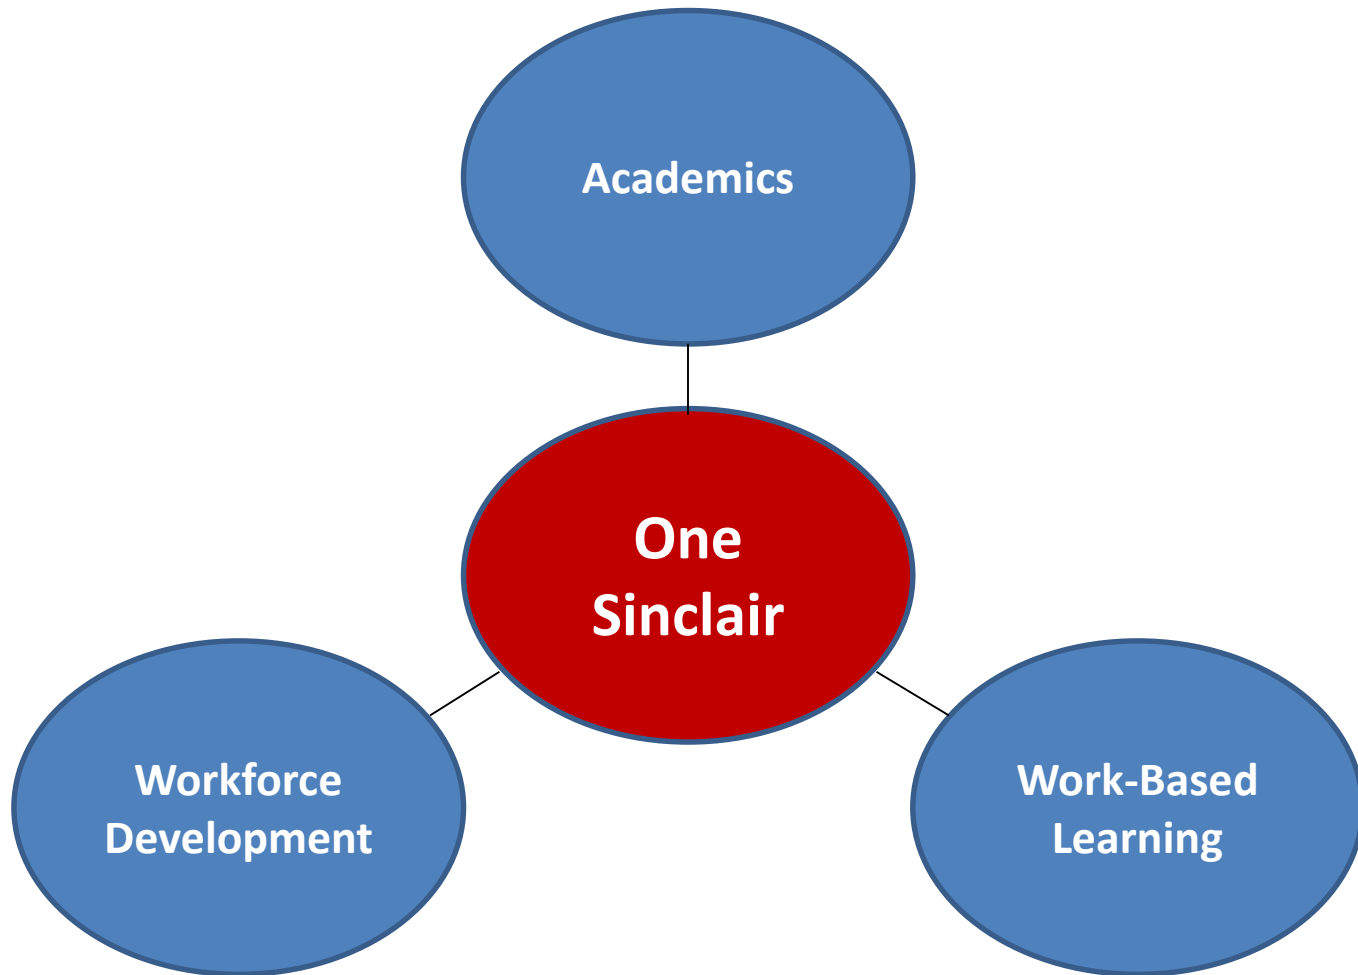 Academics
One
Sinclair
Workforce
Development
Work-Based
Learning